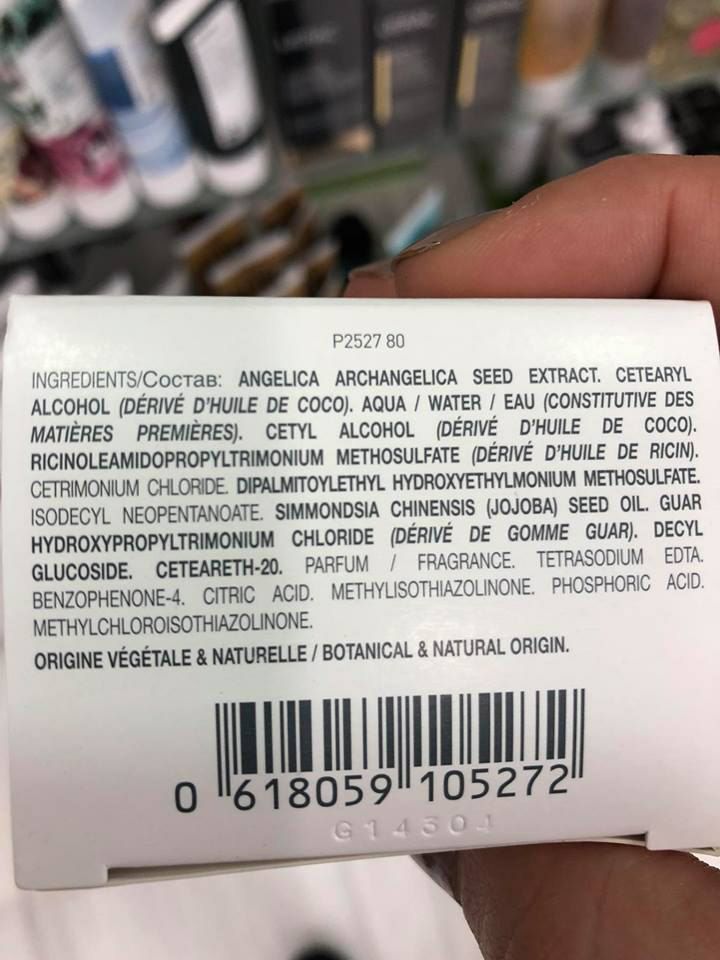 P2527 80
INGREDIENTS/Состав: ANGELICA ARCHANGELICA SEED EXTRACT. CETEARYL
ALCOHOL (DÉRIVÉ D'HUILE DE COCO). AQUA / WATER / EAU (CONSTITUTIVE DES
MATIÈRES PREMIÈRES). CETYL ALCOHOL (DÉRIVÉ D'HUILE DE COCO).
RICINOLEAMIDOPROPYLTRIMONIUM METHOSULFATE (DÉRIVÉ D'HUILE DE RICIN).
CETRIMONIUM CHLORIDE. DIPALMITOYLETHYL HYDROXYETHYLMONIUM METHOSULFATE.
ISODECYL NEOPENTANOATE. SIMMONDSIA CHINENSIS (JOJOBA) SEED OIL. GUAR
HYDROXYPROPYLTRIMONIUM CHLORIDE (DÉRIVÉ DE GOMME GUAR). DECYL
GLUCOSIDE. CETEARETH-20. PARFUM / FRAGRANCE. TETRASODIUM EDTA.
BENZOPHENONE-4. CITRIC ACID. METHYLISOTHIAZOLINONE. PHOSPHORIC ACID.
METHYLCHLOROISOTHIAZOLINONE.
ORIGINE VÉGÉTALE & NATURELLE / BOTANICAL & NATURAL ORIGIN.
0 618059 105272